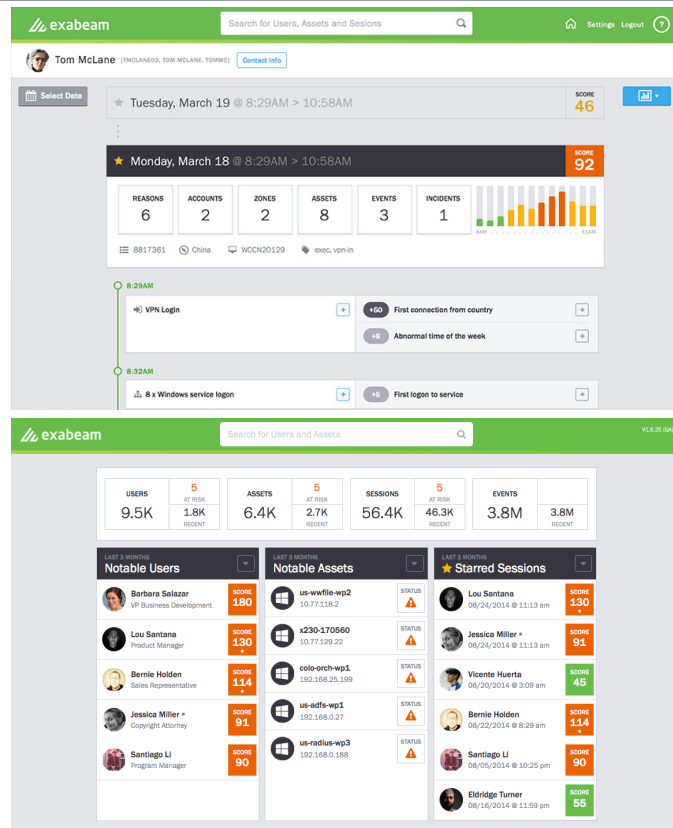 exabeam
Search for Users, Assets and Sesions
Settings Logout ?
Tom McLane (TMCLANE02, TOM.MCLANE, TOMMC) Contact Info
Select Date
Tuesday, March 19 @ 8:29AM > 10:58AM
SCORE
46
Monday, March 18 @ 8:29AM > 10:58AM
SCORE
92
REASONS
6
ACCOUNTS
2
ZONES
2
ASSETS
8
EVENTS
3
INCIDENTS
1
8817361 China WCCN20129 exec, vpn-in
8:29AM
VPN Login +
+50 First connection from country +
+8 Abnormal time of the week +
8:32AM
8 x Windows service logon +
+5 First logon to service +
exabeam
Search for Users and Assets
USERS
9.5K
5
AT RISK
1.8K
RECENT
ASSETS
6.4K
5
AT RISK
2.7K
RECENT
SESSIONS
56.4K
5
AT RISK
46.3K
RECENT
EVENTS
3.8M
3.8M
RECENT
LAST 3 MONTHS
Notable Users
Barbara Salazar
VP Business Development
SCORE
180
Lou Santana
Product Manager
SCORE
130
Bernie Holden
Sales Representative
SCORE
114
Jessica Miller
Copyright Attorney
SCORE
91
Santiago Li
Program Manager
SCORE
90
LAST 3 MONTHS
Notable Assets
us-wwfile-wp2
10.77.118.2
STATUS
x230-170560
10.77.129.22
STATUS
colo-orch-wp1
192.168.25.199
STATUS
us-adfs-wp1
192.168.0.27
STATUS
us-radius-wp3
192.168.0.188
STATUS
LAST 3 MONTHS
Starred Sessions
Lou Santana
08/24/2014 @ 11:13 am
SCORE
130
Jessica Miller
08/24/2014 @ 11:13 am
SCORE
91
Vicente Huerta
08/20/2014 @ 3:09 am
SCORE
45
Bernie Holden
08/22/2014 @ 8:29 am
SCORE
114
Santiago Li
08/05/2014 @ 10:25 pm
SCORE
90
Eldridge Turner
08/16/2014 @ 11:59 pm
SCORE
55